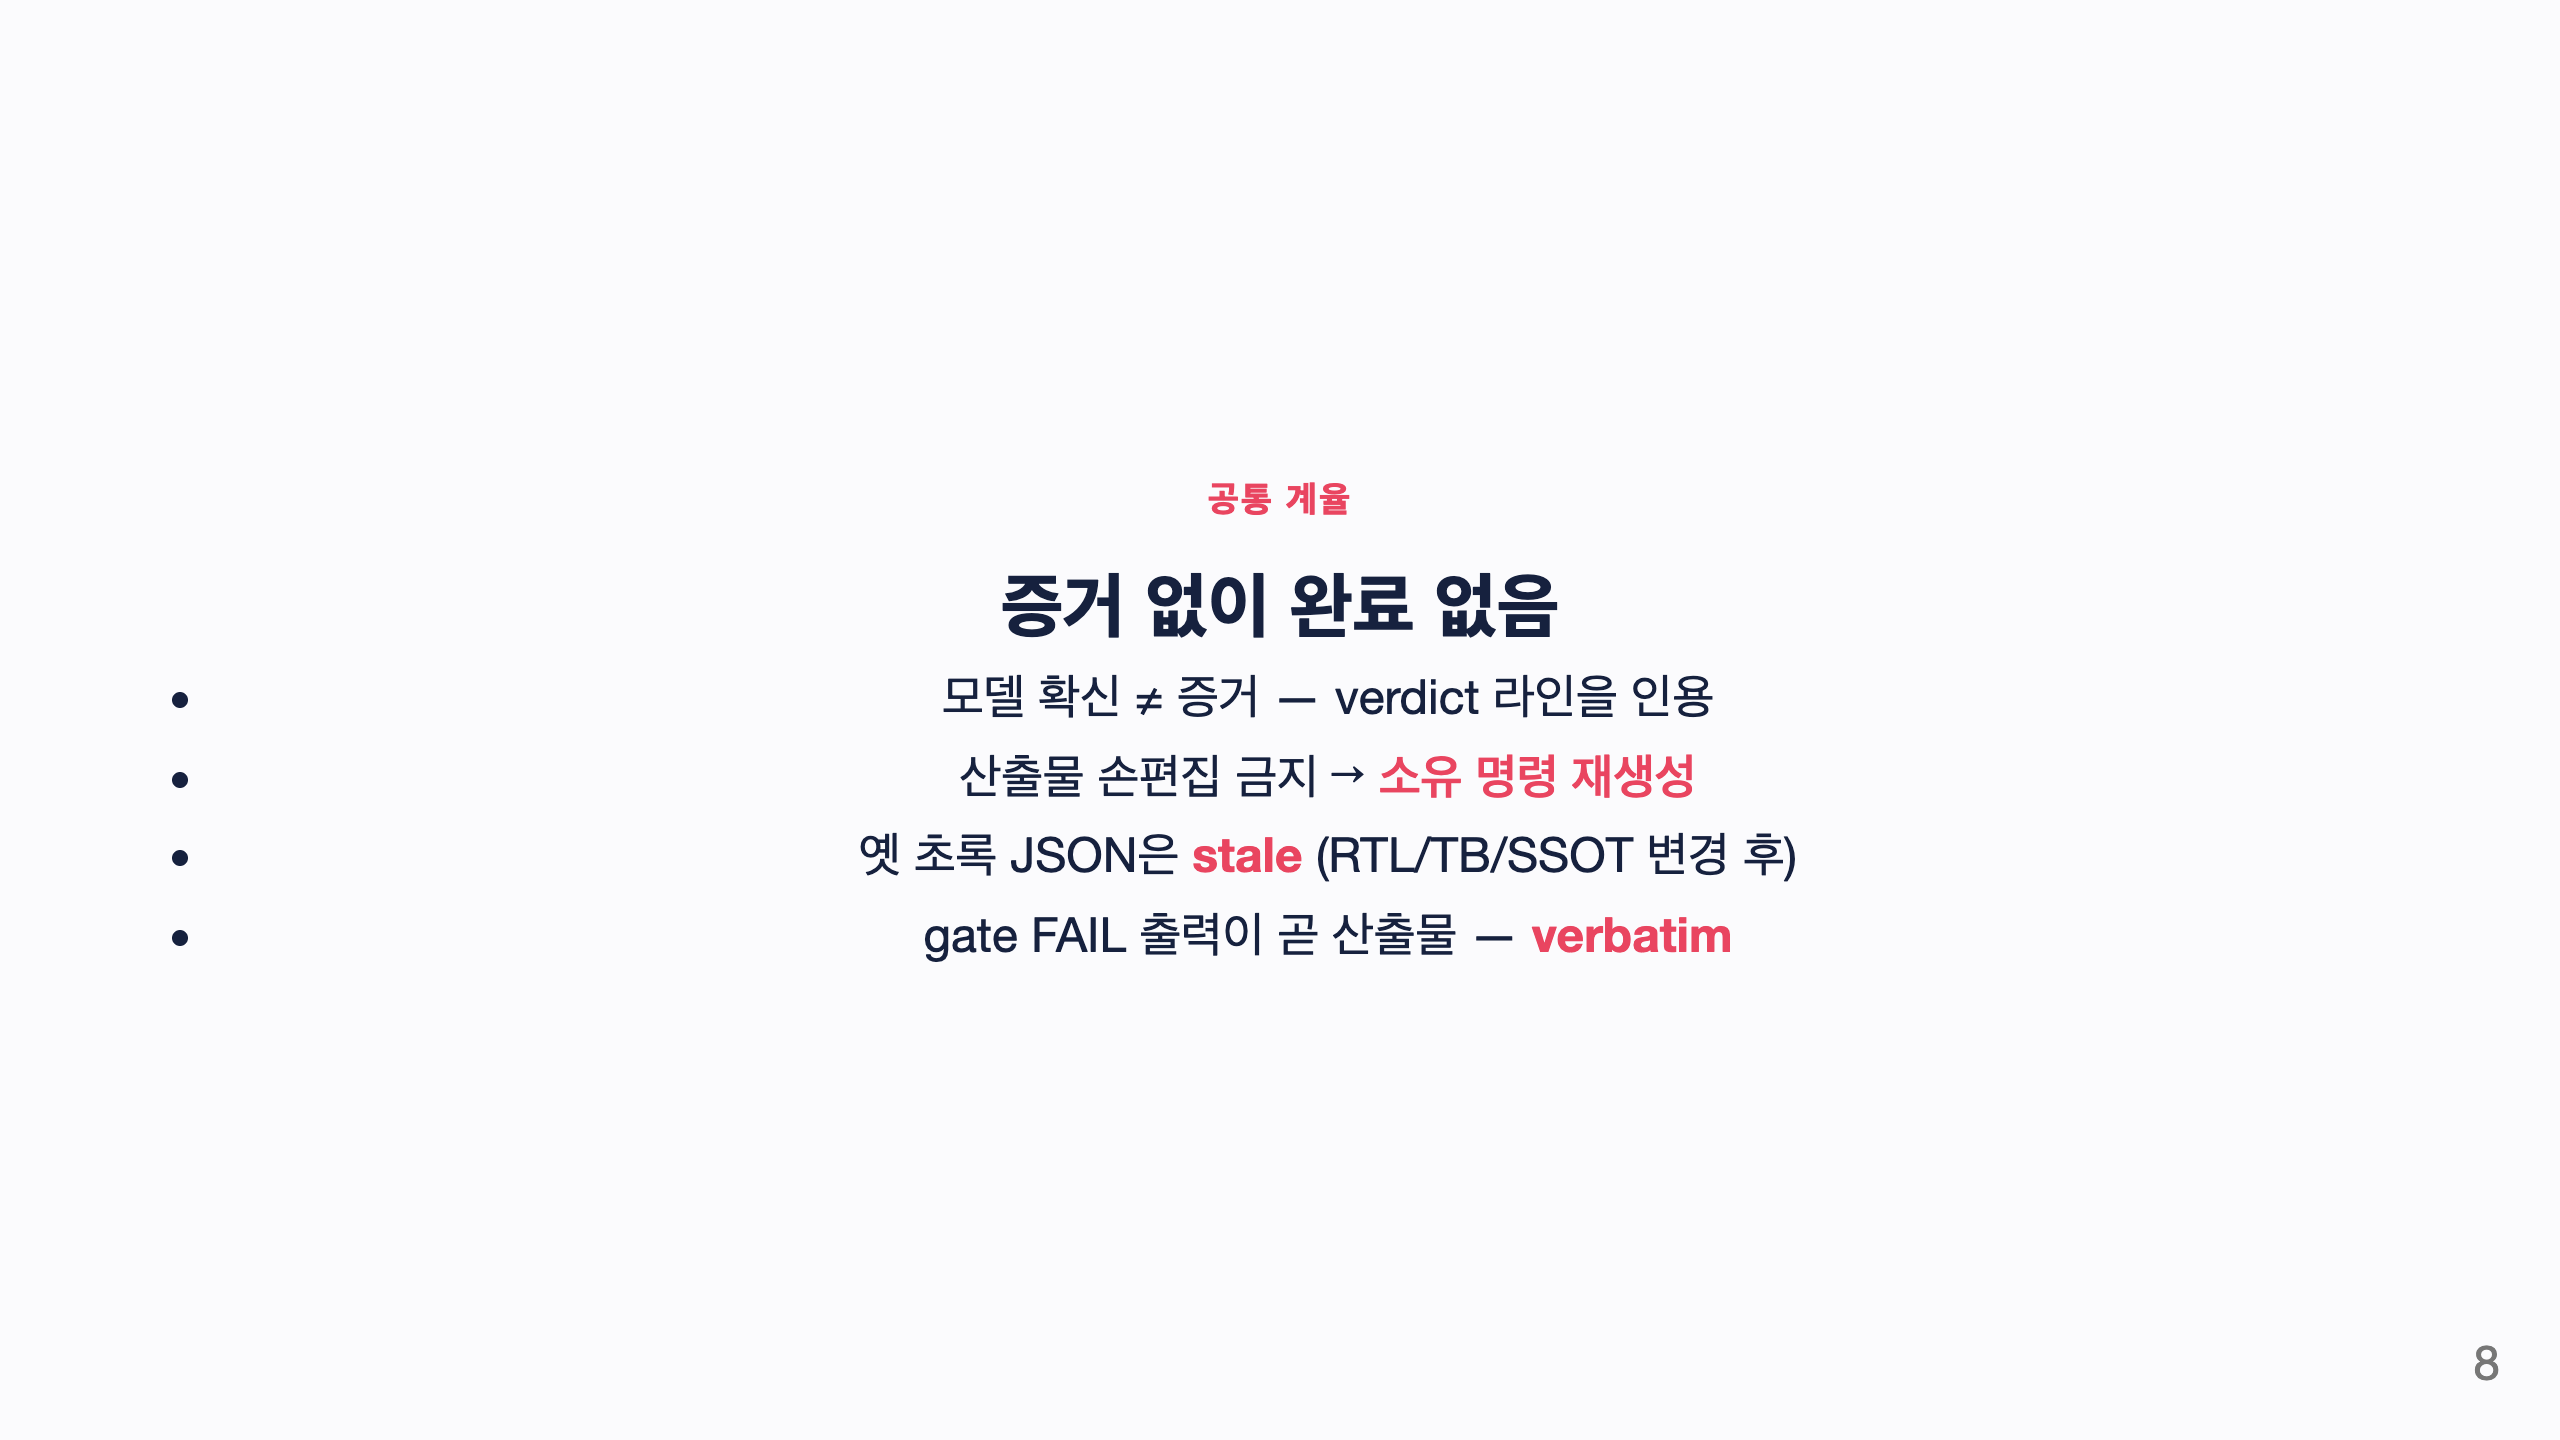 공통 계율
증거 없이 완료 없음
• 모델 확신 ≠ 증거 — verdict 라인을 인용
• 산출물 손편집 금지 → 소유 명령 재생성
• 옛 초록 JSON은 stale (RTL/TB/SSOT 변경 후)
• gate FAIL 출력이 곧 산출물 — verbatim
8